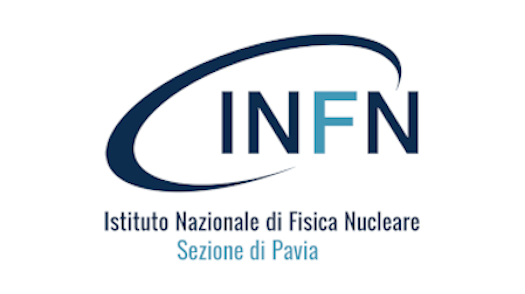 INFN
Istituto Nazionale di Fisica Nucleare
Sezione di Pavia